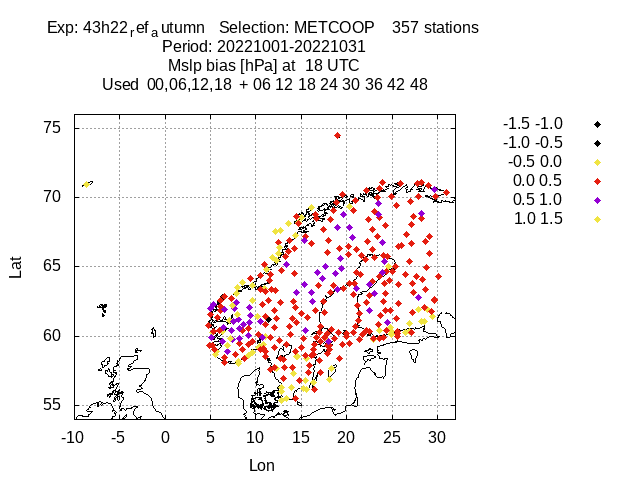 Exp: 43h22ref autumn Selection: METCOOP 357 stations
Period: 20221001-20221031
Mslp bias [hPa] at 18 UTC
Used 00,06,12,18 + 06 12 18 24 30 36 42 48
75
70
65
60
55
-10 -5 0 5 10 15 20 25 30
Lat
Lon
-1.5 -1.0
-1.0 -0.5
-0.5 0.0
0.0 0.5
0.5 1.0
1.0 1.5